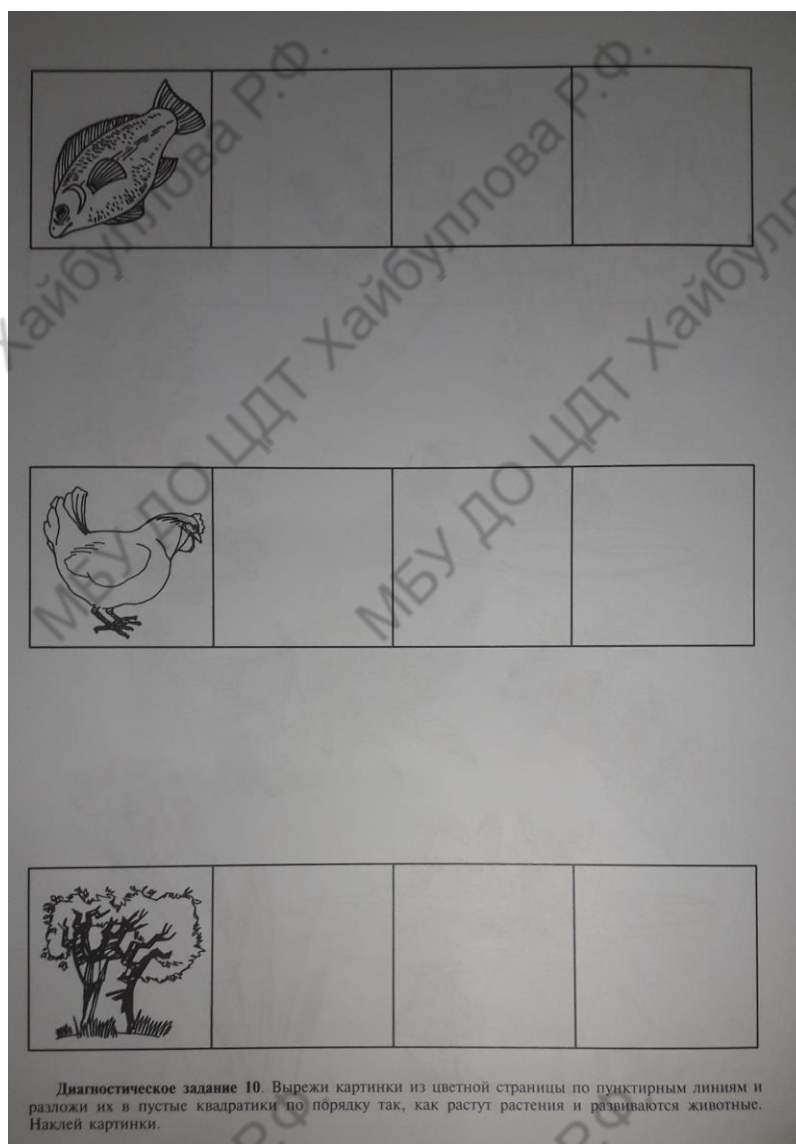 Хайбуллова Р.Ф.
МБУ ДО ЦДТ Хайбуллова Р.Ф.
МБУ ДО ЦДТ Хайбуллова Р.Ф.
Диагностическое задание 10. Вырежи картинки из цветной страницы по пунктирным линиям и
разложи их в пустые квадратики по порядку так, как растут растения и развиваются животные.
Наклей картинки.